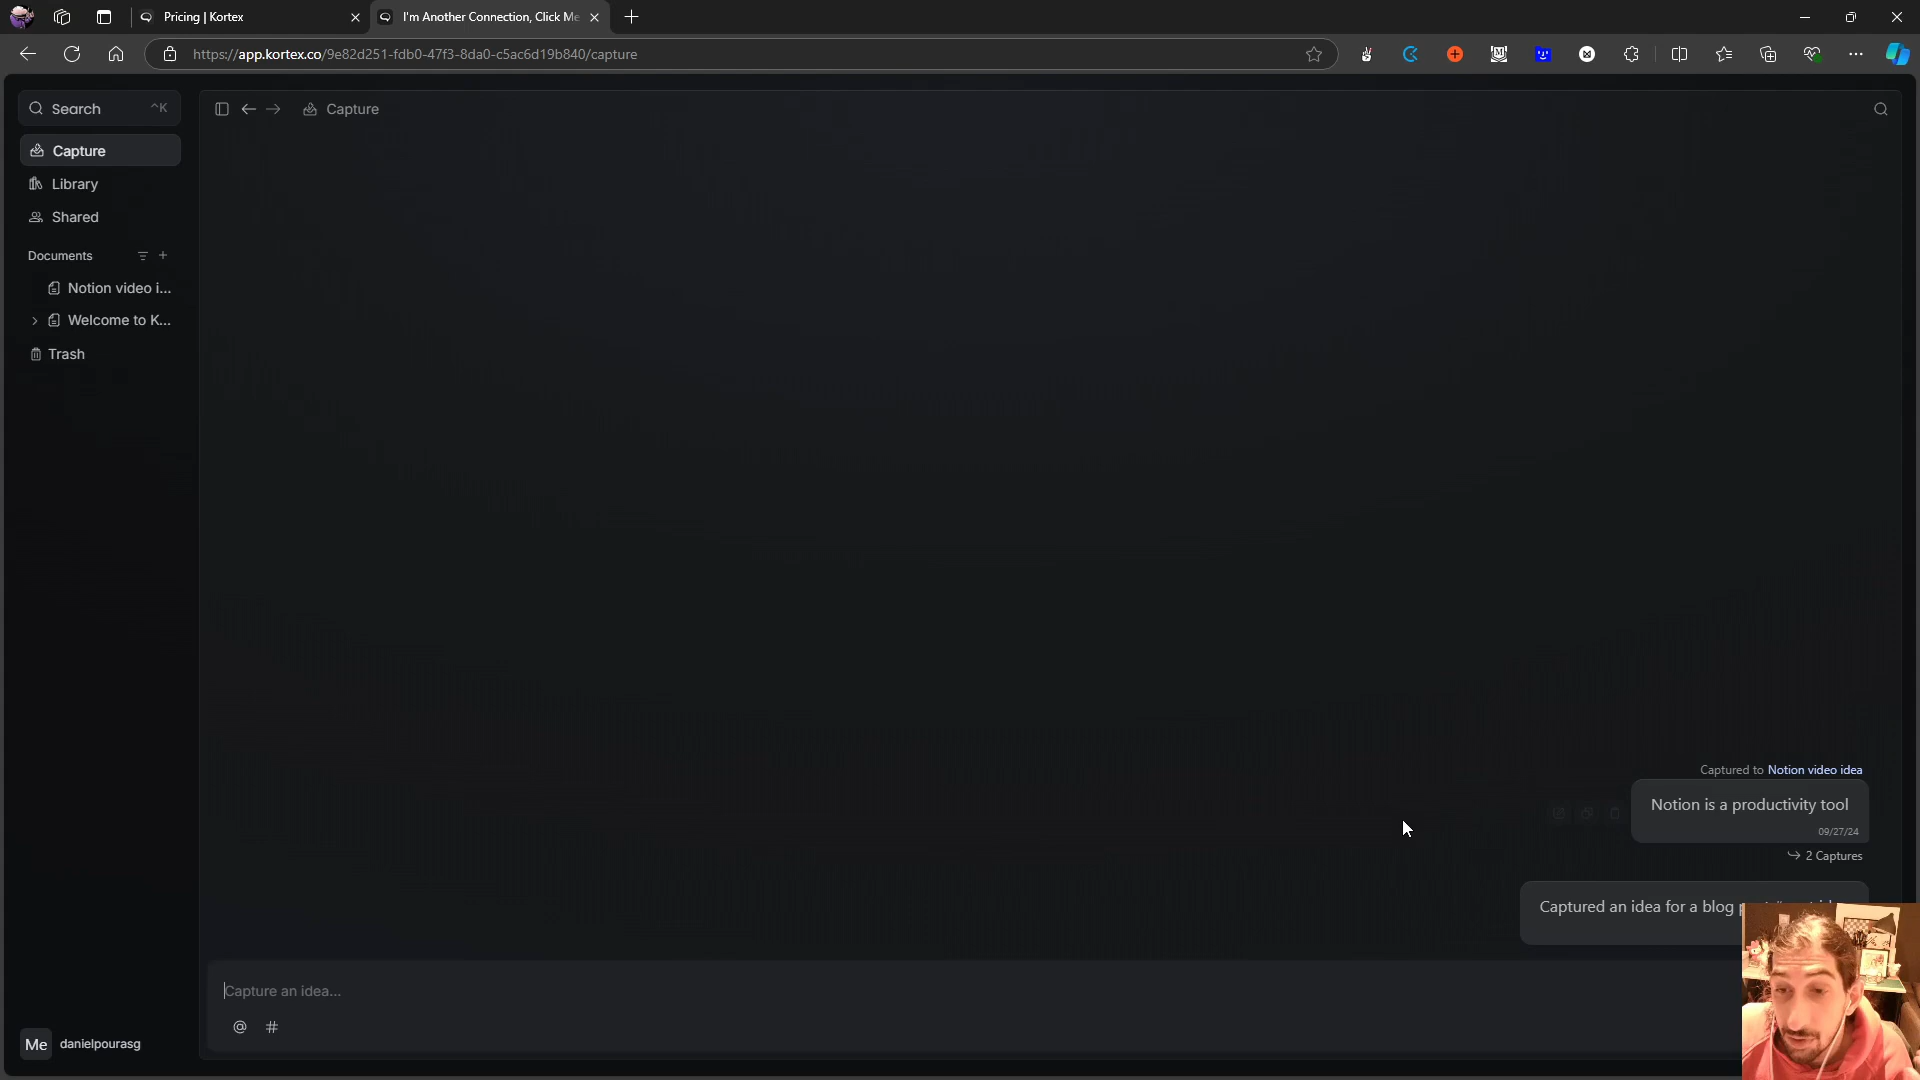 Pricing | Kortex
I'm Another Connection, Click Me
https://app.kortex.co/9e82d251-fdb0-47f3-8da0-c5ac6d19b840/capture
Search ^K
Capture
Capture
Library
Shared
Documents
Notion video i...
Welcome to K...
Trash
Captured to Notion video idea
Notion is a productivity tool
09/27/24
2 Captures
Captured an idea for a blog
Capture an idea...
@ #
Me danielpourasg